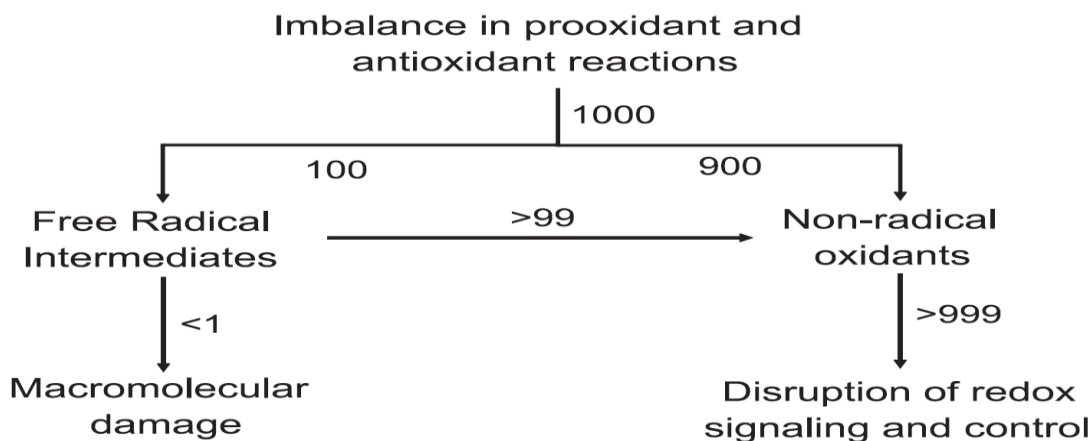 Imbalance in prooxidant and
antioxidant reactions
1000
100
900
Free Radical
Intermediates
>99
Non-radical
oxidants
<1
>999
Macromolecular
damage
Disruption of redox
signaling and control